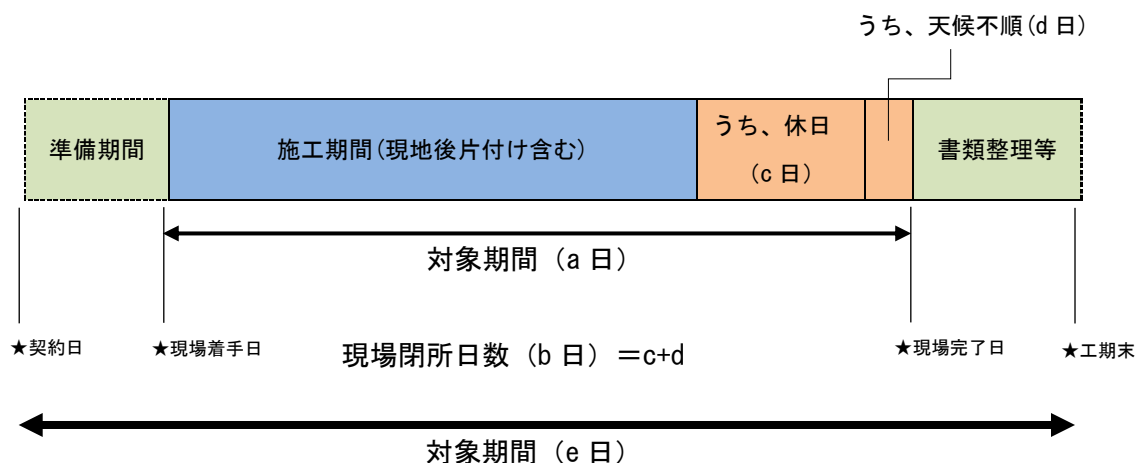 うち、天候不順(d 日)
準備期間
施工期間(現地後片付け含む)
うち、休日
(c 日)
書類整理等
対象期間（a 日）
★契約日
★現場着手日
現場閉所日数（b 日）＝c+d
★現場完了日
★工期末
対象期間（e 日）